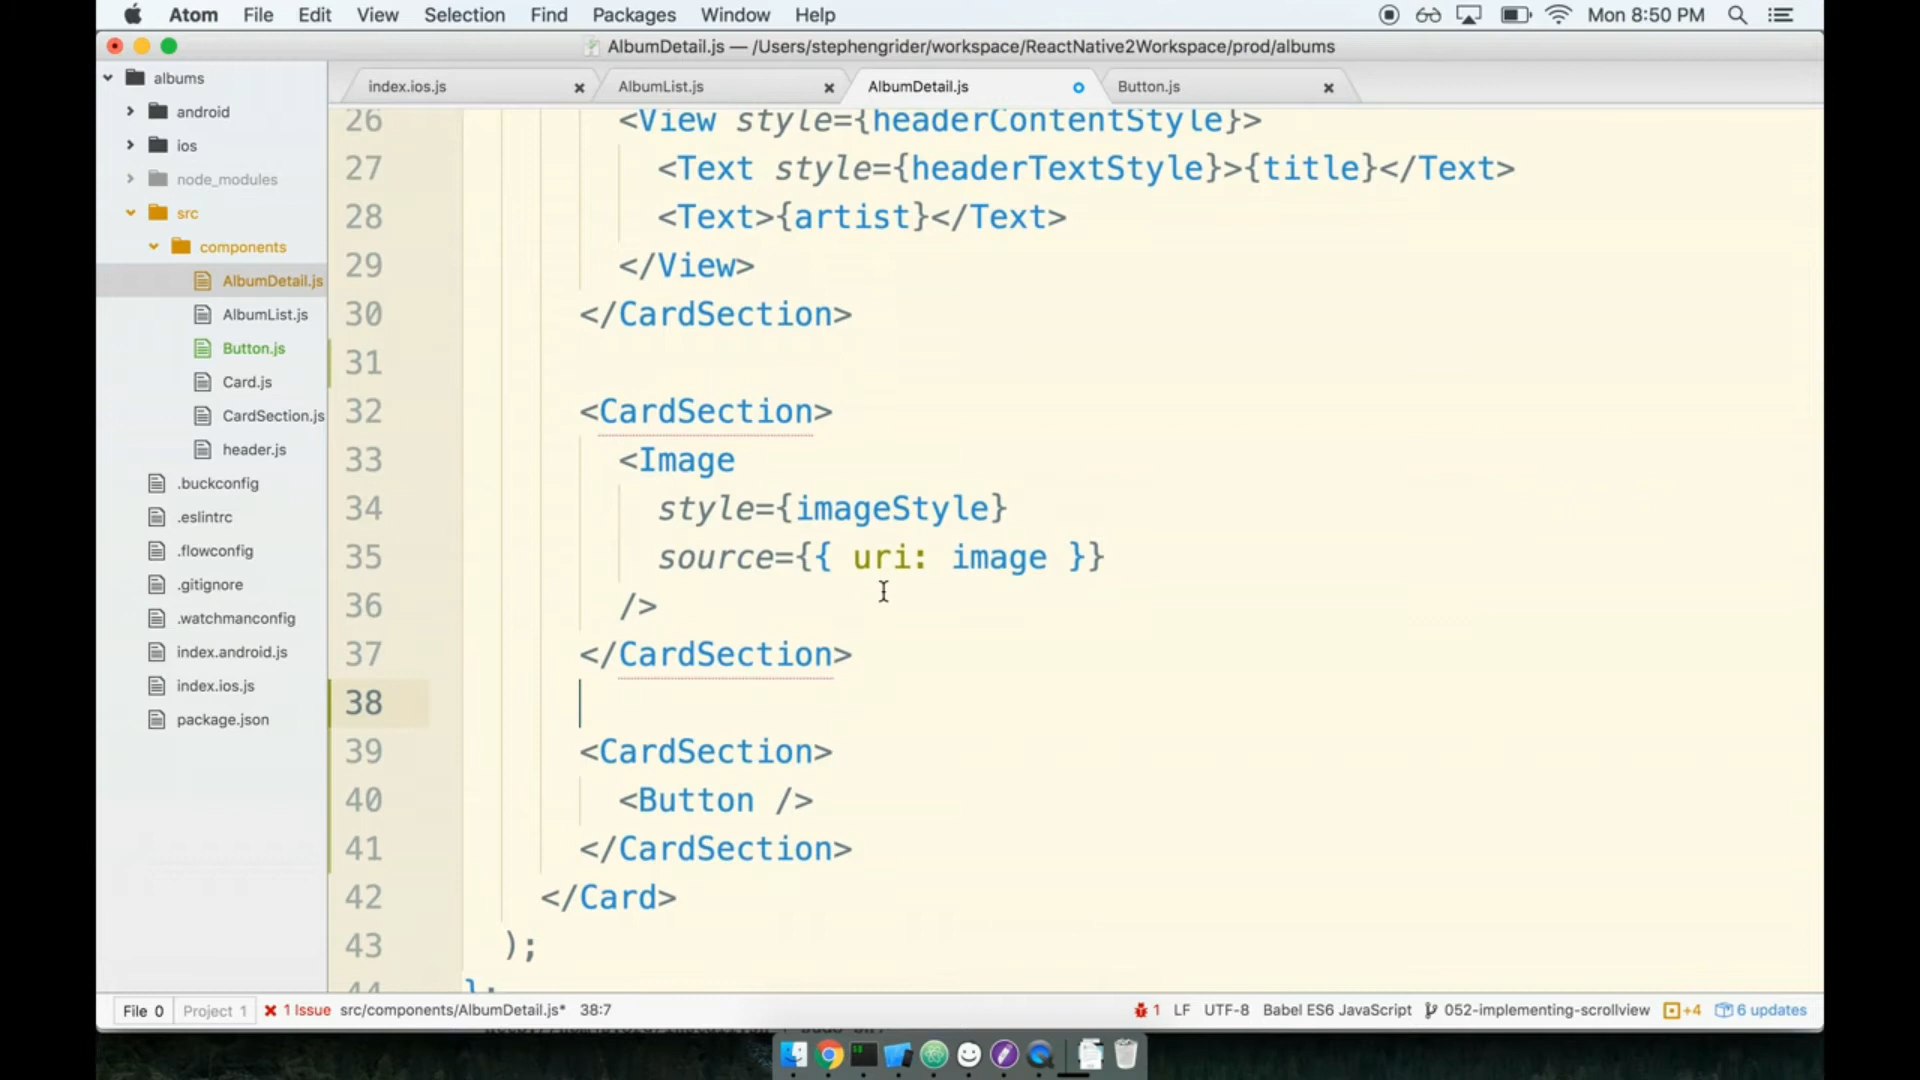 Atom File Edit View Selection Find Packages Window Help Mon 8:50 PM
AlbumDetail.js — /Users/stephengrider/workspace/ReactNative2Workspace/prod/albums
albums
android
ios
node_modules
src
components
AlbumDetail.js
AlbumList.js
Button.js
Card.js
CardSection.js
header.js
.buckconfig
.eslintrc
.flowconfig
.gitignore
.watchmanconfig
index.android.js
index.ios.js
package.json
index.ios.js AlbumList.js AlbumDetail.js Button.js
26 <View style={headerContentStyle}>
27 <Text style={headerTextStyle}>{title}</Text>
28 <Text>{artist}</Text>
29 </View>
30 </CardSection>
31
32 <CardSection>
33 <Image
34 style={imageStyle}
35 source={{ uri: image }}
36 />
37 </CardSection>
38
39 <CardSection>
40 <Button />
41 </CardSection>
42 </Card>
43 );
44 };
File 0 Project 1 1 Issue src/components/AlbumDetail.js* 38:7 1 LF UTF-8 Babel ES6 JavaScript 052-implementing-scrollview +4 6 updates